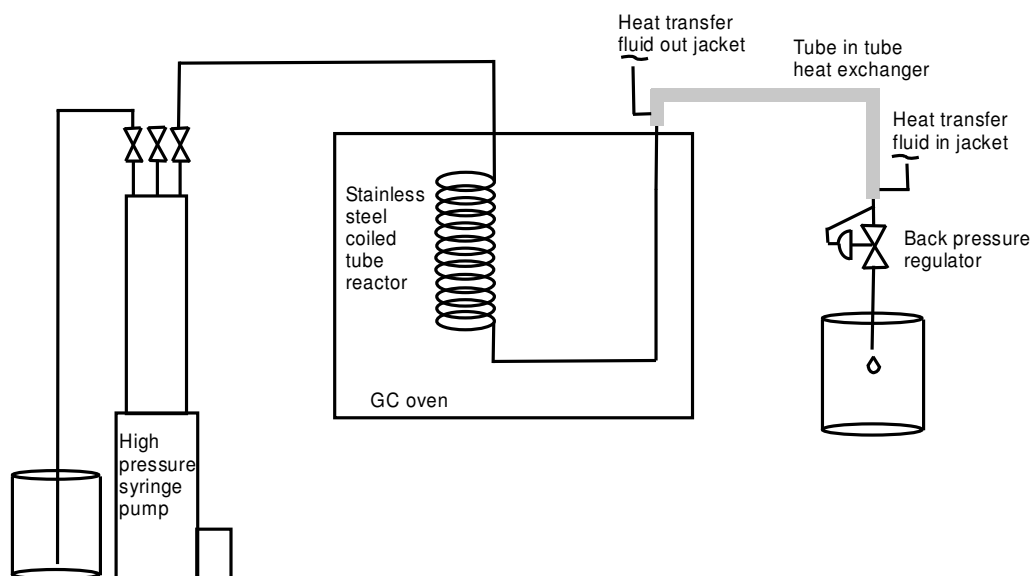 Heat transfer
fluid out jacket
Tube in tube
heat exchanger
Heat transfer
fluid in jacket
Stainless
steel
coiled
tube
reactor
Back pressure
regulator
GC oven
High
pressure
syringe
pump